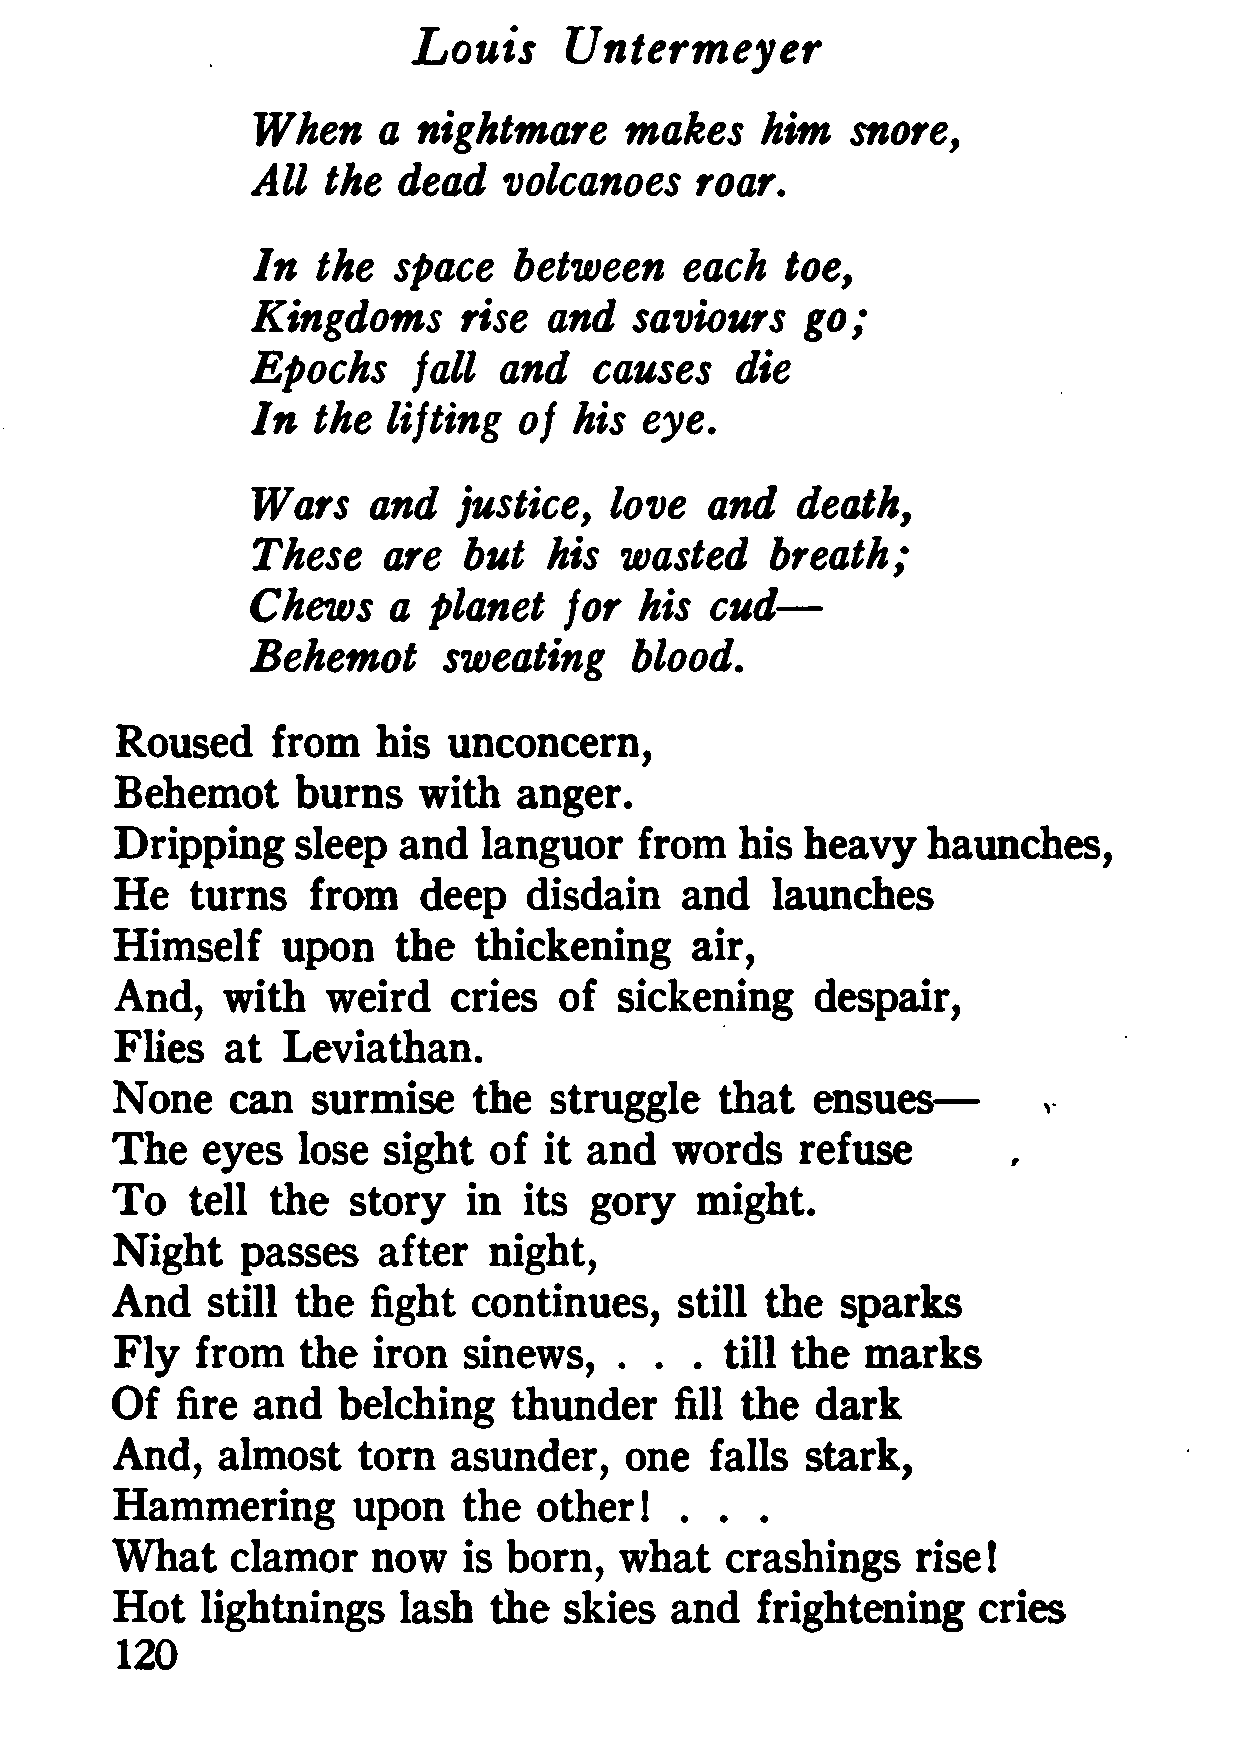 Louis Untermeyer
When a nightmare makes him snore,
All the dead volcanoes roar.
In the space between each toe,
Kingdoms rise and saviours go;
Epochs fall and causes die
In the lifting of his eye.
Wars and justice, love and death,
These are but his wasted breath;
Chews a planet for his cud—
Behemot sweating blood.
Roused from his unconcern,
Behemot burns with anger.
Dripping sleep and languor from his heavy haunches,
He turns from deep disdain and launches
Himself upon the thickening air,
And, with weird cries of sickening despair,
Flies at Leviathan.
None can surmise the struggle that ensues—
The eyes lose sight of it and words refuse
To tell the story in its gory might.
Night passes after night,
And still the fight continues, still the sparks
Fly from the iron sinews, . . . till the marks
Of fire and belching thunder fill the dark
And, almost torn asunder, one falls stark,
Hammering upon the other! . . .
What clamor now is born, what crashings rise!
Hot lightnings lash the skies and frightening cries
120